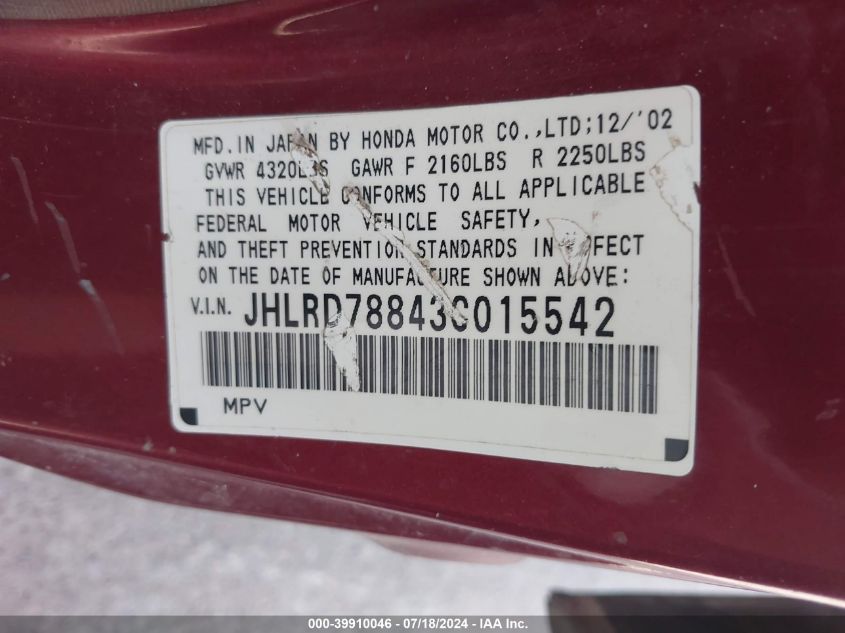 MFD.IN JAPAN BY HONDA MOTOR CO.,LTD;12/'02
GVWR 4320LBS GAWR F 2160LBS R 2250LBS
THIS VEHICLE CONFORMS TO ALL APPLICABLE
FEDERAL MOTOR VEHICLE SAFETY,
AND THEFT PREVENTION STANDARDS IN EFFECT
ON THE DATE OF MANUFACTURE SHOWN ABOVE:
V.I.N. JHLRD78843C015542
MPV
000-39910046 - 07/18/2024 - IAA Inc.